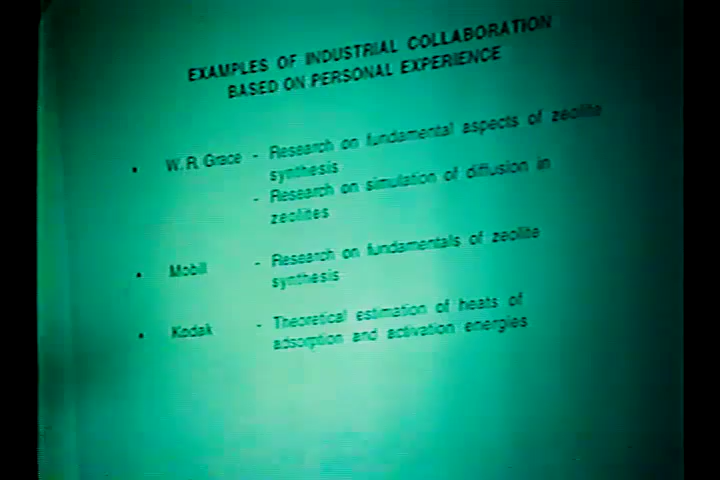 EXAMPLES OF INDUSTRIAL COLLABORATION
BASED ON PERSONAL EXPERIENCE
• W. R. Grace - Research on fundamental aspects of zeolite
synthesis
- Research on simulation of diffusion in
zeolites
• Mobil - Research on fundamentals of zeolite
synthesis
• Kodak - Theoretical estimation of heats of
adsorption and activation energies